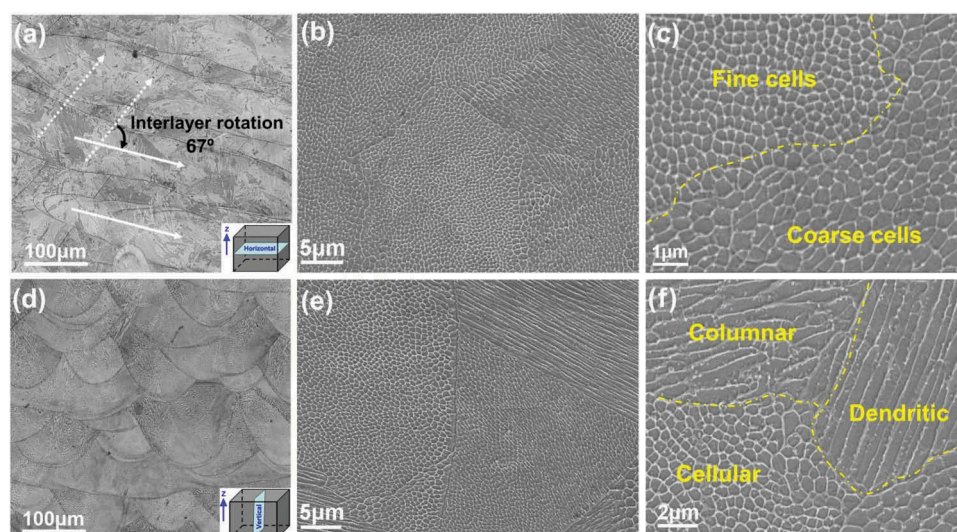 (a)
Interlayer rotation
67º
100µm
z
Horizontal
(b)
5µm
(c)
Fine cells
Coarse cells
1µm
(d)
100µm
z
Vertical
(e)
5µm
(f)
Columnar
Dendritic
Cellular
2µm